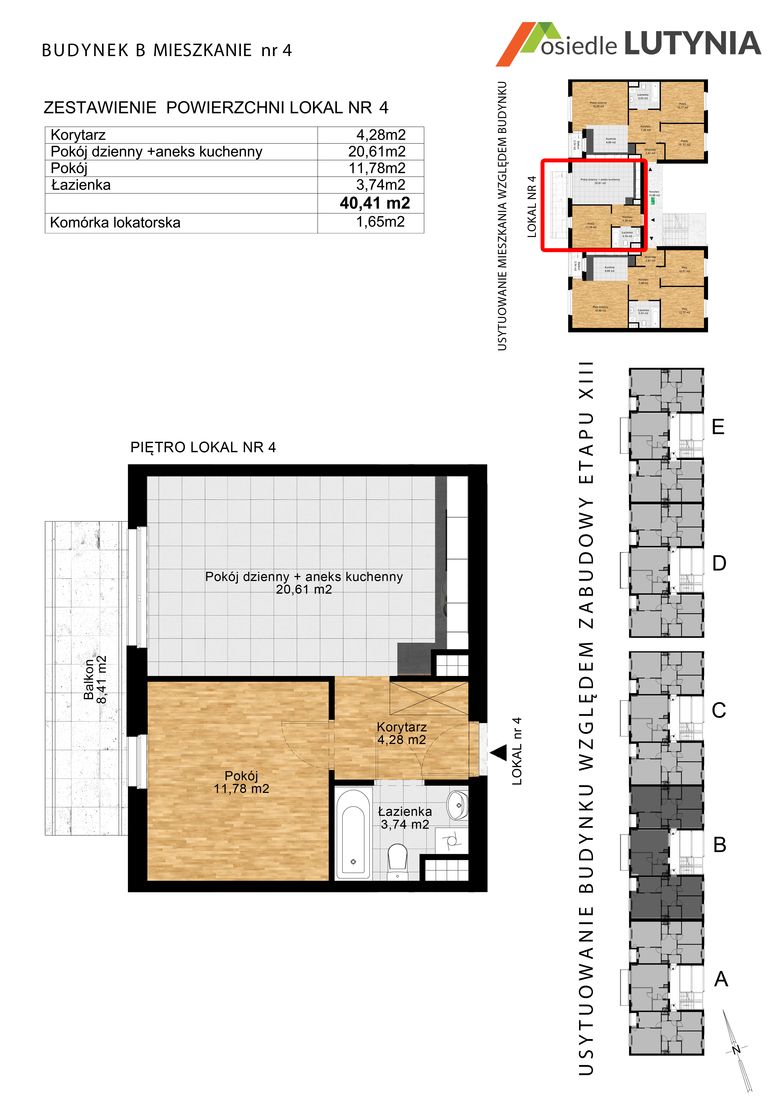 BUDYNEK B MIESZKANIE nr 4
osiedle LUTYNIA
ZESTAWIENIE POWIERZCHNI LOKAL NR 4
Korytarz 4,28m2
Pokój dzienny +aneks kuchenny 20,61m2
Pokój 11,78m2
Łazienka 3,74m2
40,41 m2
Komórka lokatorska 1,65m2
USYTUOWANIE MIESZKANIA WZGLĘDEM BUDYNKU
LOKAL NR 4
PIĘTRO LOKAL NR 4
Pokój dzienny + aneks kuchenny
20,61 m2
Balkon
8,41 m2
Korytarz
4,28 m2
Pokój
11,78 m2
Łazienka
3,74 m2
LOKAL nr 4
USYTUOWANIE BUDYNKU WZGLĘDEM ZABUDOWY ETAPU XIII
E
D
C
B
A
N